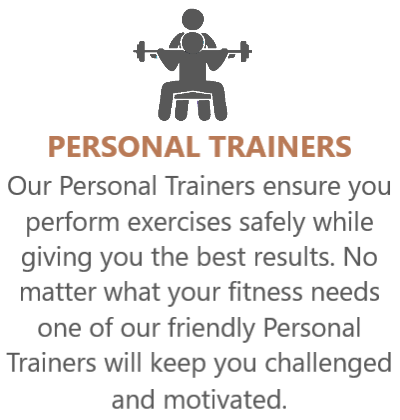 PERSONAL TRAINERS
Our Personal Trainers ensure you
perform exercises safely while
giving you the best results. No
matter what your fitness needs
one of our friendly Personal
Trainers will keep you challenged
and motivated.